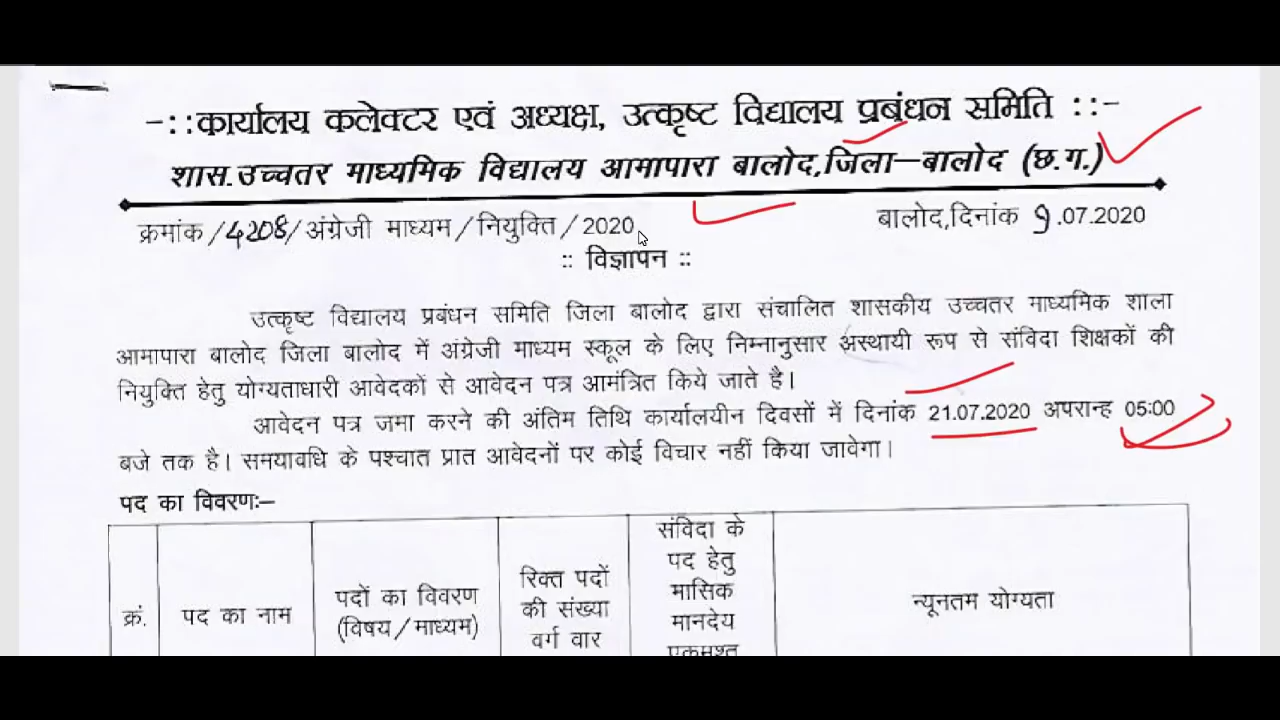 -::कार्यालय कलेक्टर एवं अध्यक्ष, उत्कृष्ट विद्यालय प्रबंधन समिति ::-
शास.उच्चतर माध्यमिक विद्यालय आमापारा बालोद,जिला–बालोद (छ.ग.)
क्रमांक/4208/अंग्रेजी माध्यम/नियुक्ति/2020 बालोद,दिनांक 9.07.2020
:: विज्ञापन ::
उत्कृष्ट विद्यालय प्रबंधन समिति जिला बालोद द्वारा संचालित शासकीय उच्चतर माध्यमिक शाला
आमापारा बालोद जिला बालोद में अंग्रेजी माध्यम स्कूल के लिए निम्नानुसार अस्थायी रूप से संविदा शिक्षकों की
नियुक्ति हेतु योग्यताधारी आवेदकों से आवेदन पत्र आमंत्रित किये जाते है।
आवेदन पत्र जमा करने की अंतिम तिथि कार्यालयीन दिवसों में दिनांक 21.07.2020 अपरान्ह 05:00
बजे तक है। समयावधि के पश्चात प्रात आवेदनों पर कोई विचार नहीं किया जावेगा।
पद का विवरणः–
क्रं. पद का नाम
पदों का विवरण
(विषय/माध्यम)
रिक्त पदों
की संख्या
वर्ग वार
संविदा के
पद हेतु
मासिक
मानदेय
एकमुश्त
न्यूनतम योग्यता